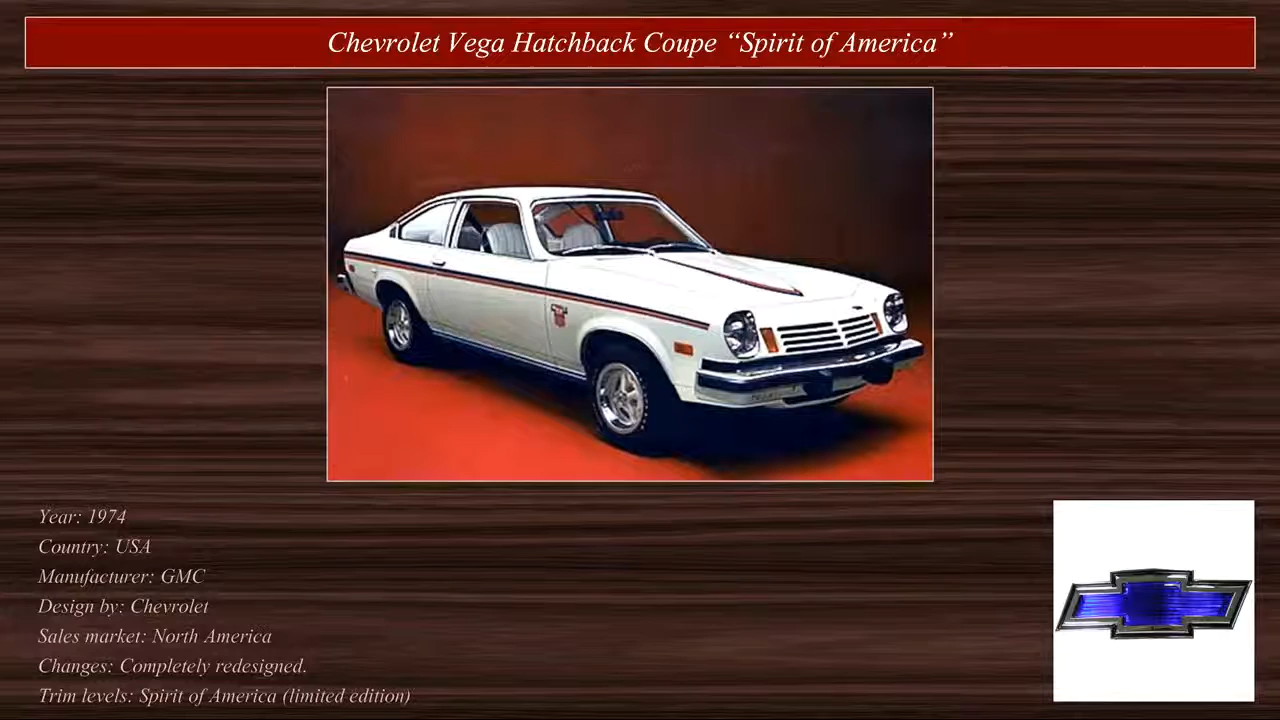 Chevrolet Vega Hatchback Coupe “Spirit of America”
Year: 1974
Country: USA
Manufacturer: GMC
Design by: Chevrolet
Sales market: North America
Changes: Completely redesigned.
Trim levels: Spirit of America (limited edition)